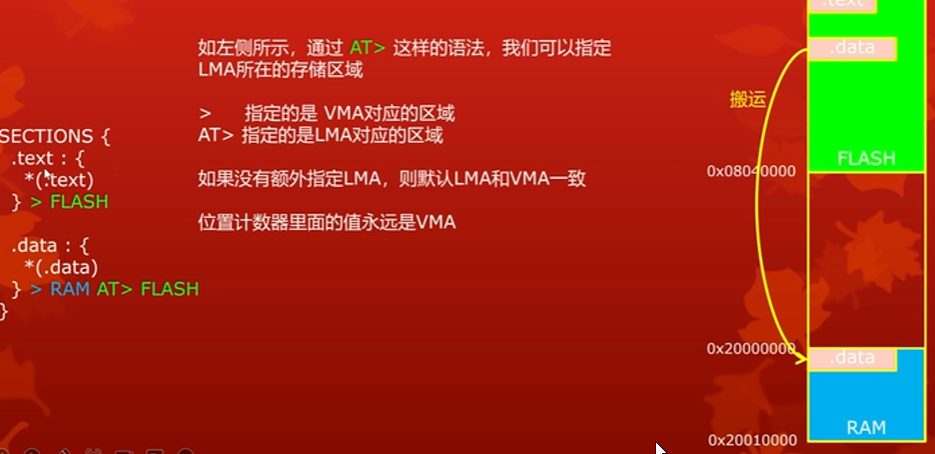 如左侧所示，通过 AT> 这样的语法，我们可以指定
LMA所在的存储区域
> 指定的是 VMA对应的区域
AT> 指定的是LMA对应的区域
如果没有额外指定LMA，则默认LMA和VMA一致
位置计数器里面的值永远是VMA
SECTIONS {
.text : {
*(.text)
} > FLASH
.data : {
*(.data)
} > RAM AT> FLASH
}
.text
.data
搬运
FLASH
0x08040000
0x20000000
.data
RAM
0x20010000